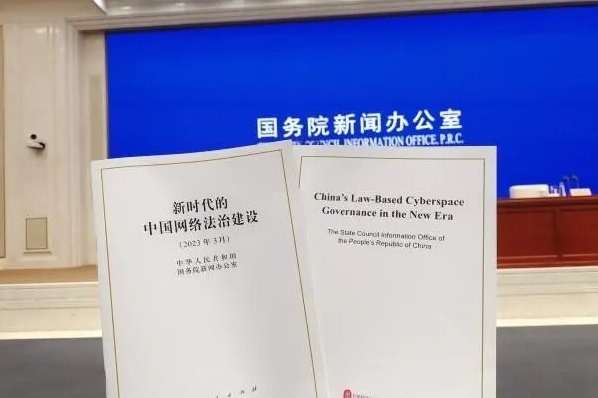 国务院新闻办公室
COUNCIL INFORMATION OFFICE, P.R.C.
新时代的
中国网络法治建设
(2023年3月)
中华人民共和国
国务院新闻办公室
China's Law-Based Cyberspace
Governance in the New Era
The State Council Information Office of
the People's Republic of China